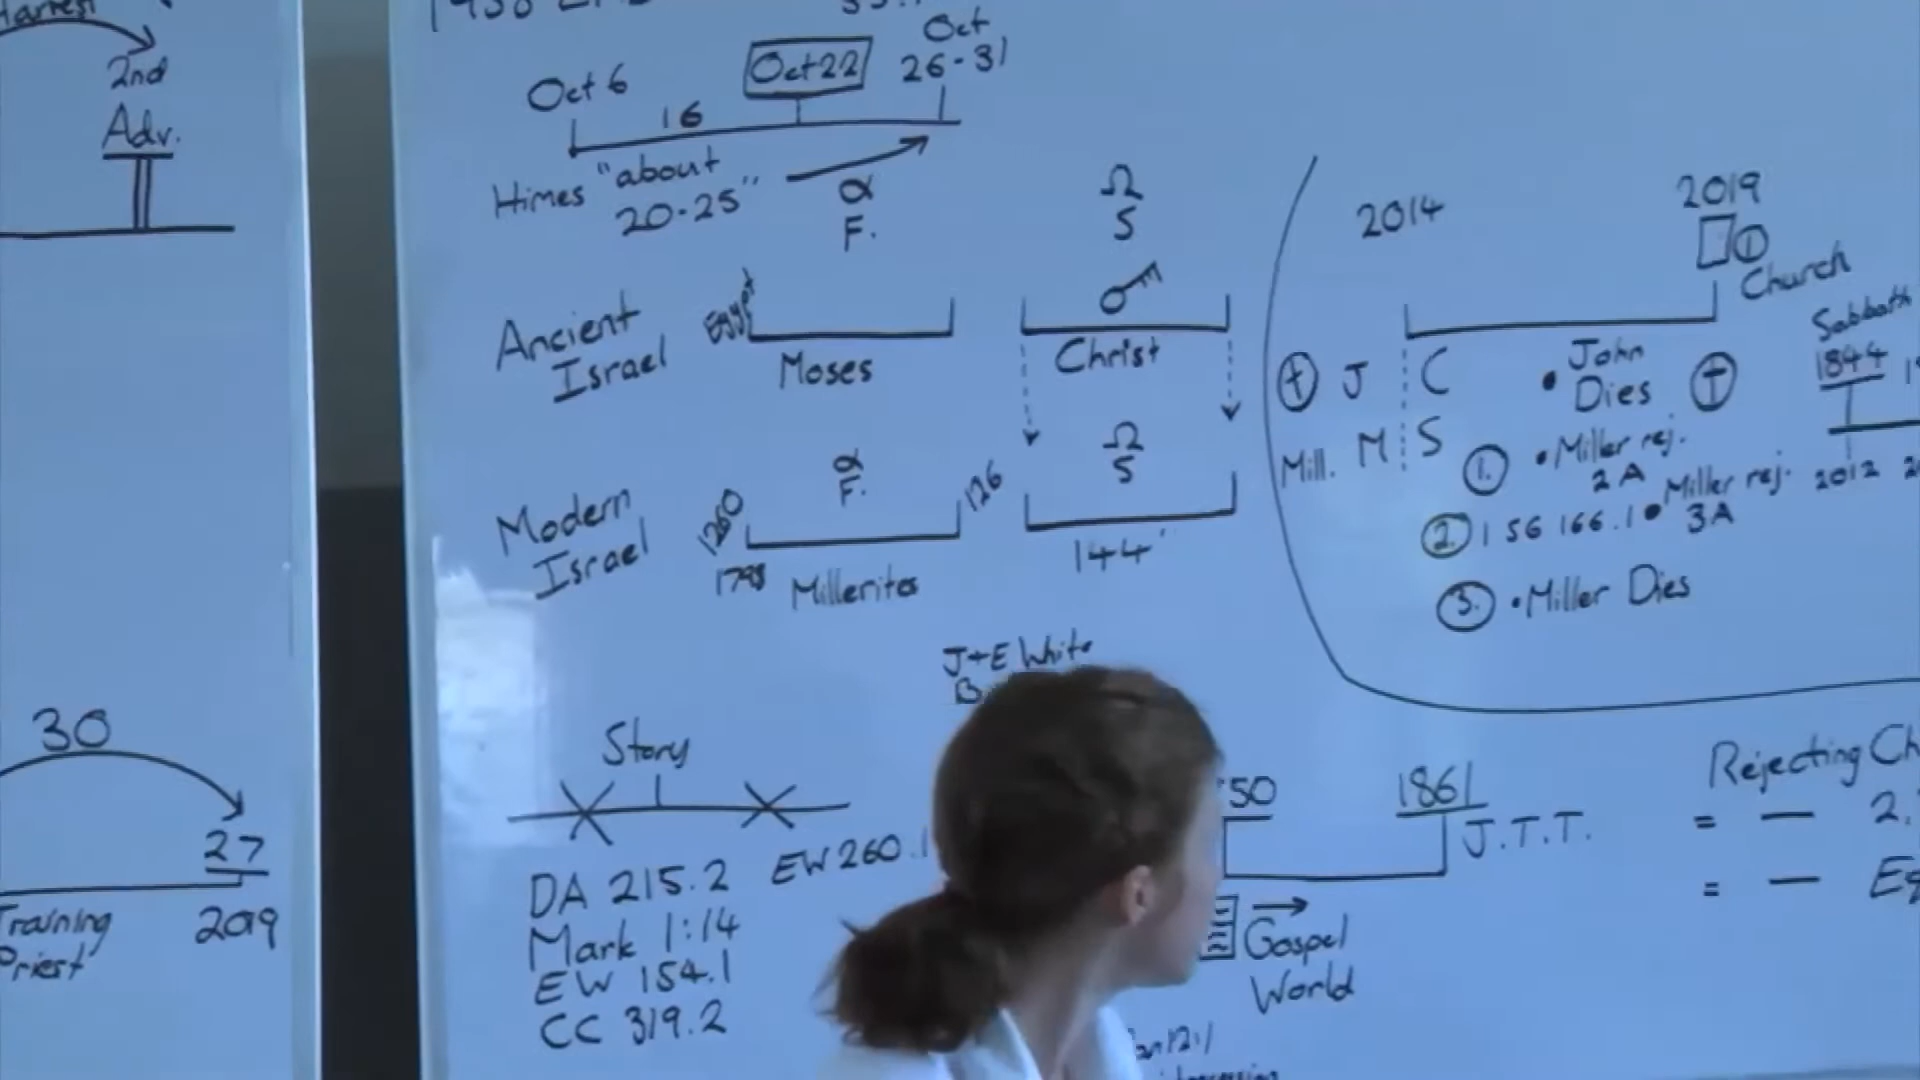 Harvest
2nd
Adv.
30
27
2019
Training
Priest
Oct 6
16
Oct 22
Oct
26-31
Himes "about
20-25"
α
F.
Ω
S
Ancient
Israel
Egypt
Moses
Christ
Modern
Israel
1260
1798
α
F.
Millerites
126
Ω
S
144
2014
2019
①
Church
J
C
• John
Dies
Mill. M
S
①. • Miller rej.
2A
②. 1 SG 166.1 • Miller rej.
3A
③. • Miller Dies
Sabbath
1844
2012
J+E White
Story
DA 215.2
EW 260.1
Mark 1:14
EW 154.1
CC 319.2
'50
1861
J.T.T.
Gospel
World
Rejecting
= — 2.
= —